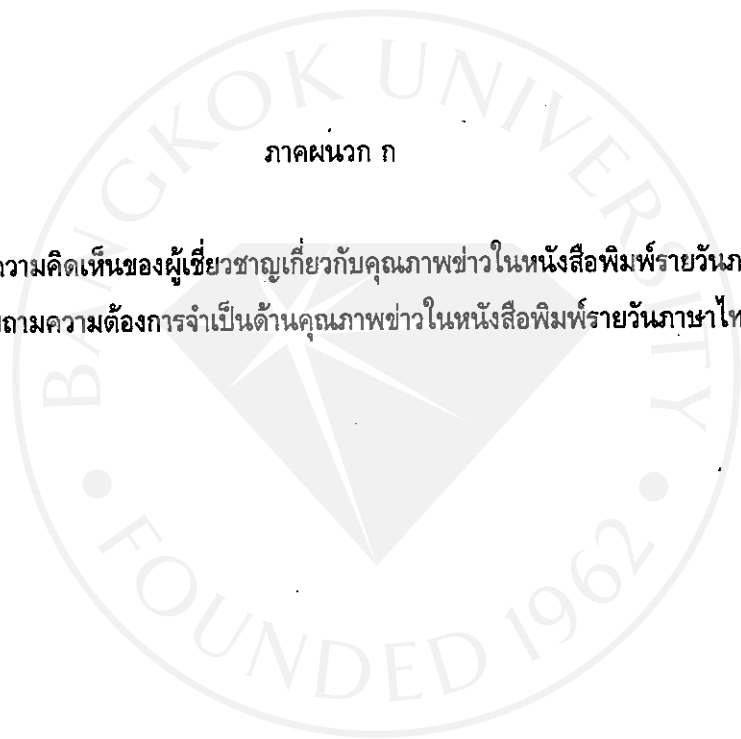 ภาคผนวก ก
ความคิดเห็นของผู้เชี่ยวชาญเกี่ยวกับคุณภาพข่าวในหนังสือพิมพ์รายวัน
ถามความต้องการจำเป็นด้านคุณภาพข่าวในหนังสือพิมพ์รายวันภาษาไท
BANGKOK UNIVERSITY
FOUNDED 1962